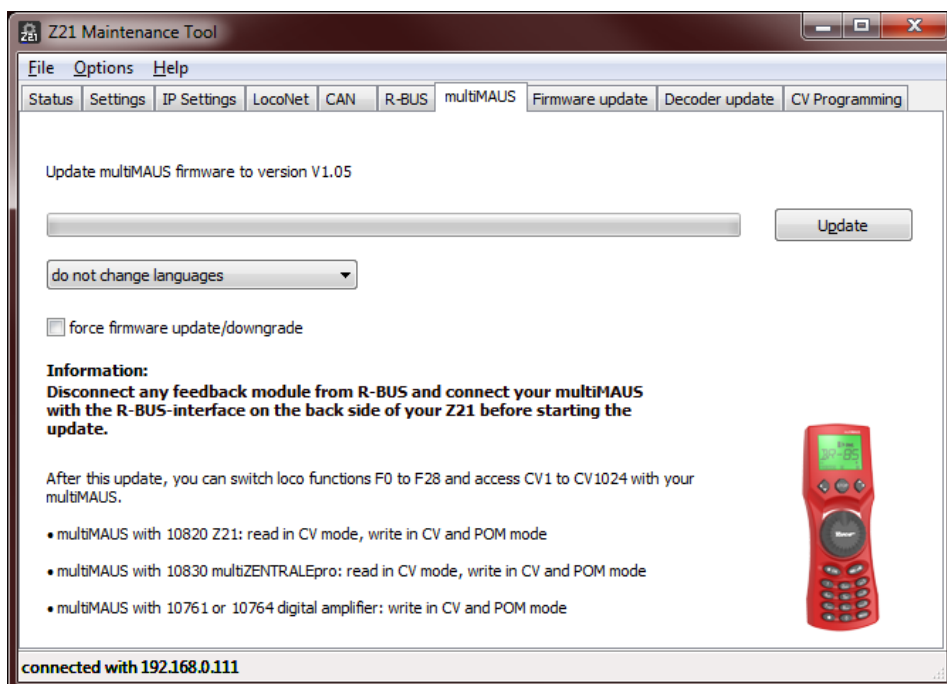 Z21 Maintenance Tool
File Options Help
Status Settings IP Settings LocoNet CAN R-BUS multiMAUS Firmware update Decoder update CV Programming
Update multiMAUS firmware to version V1.05
Update
do not change languages
force firmware update/downgrade
Information:
Disconnect any feedback module from R-BUS and connect your multiMAUS
with the R-BUS-interface on the back side of your Z21 before starting the
update.
After this update, you can switch loco functions F0 to F28 and access CV1 to CV1024 with your
multiMAUS.
• multiMAUS with 10820 Z21: read in CV mode, write in CV and POM mode
• multiMAUS with 10830 multiZENTRALEpro: read in CV mode, write in CV and POM mode
• multiMAUS with 10761 or 10764 digital amplifier: write in CV and POM mode
connected with 192.168.0.111